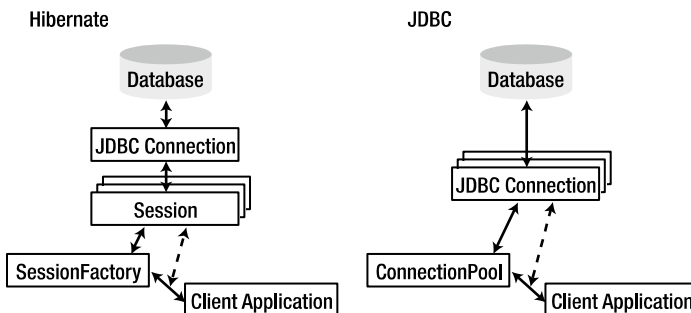 Hibernate
Database
JDBC Connection
Session
SessionFactory
Client Application
JDBC
Database
JDBC Connection
ConnectionPool
Client Application